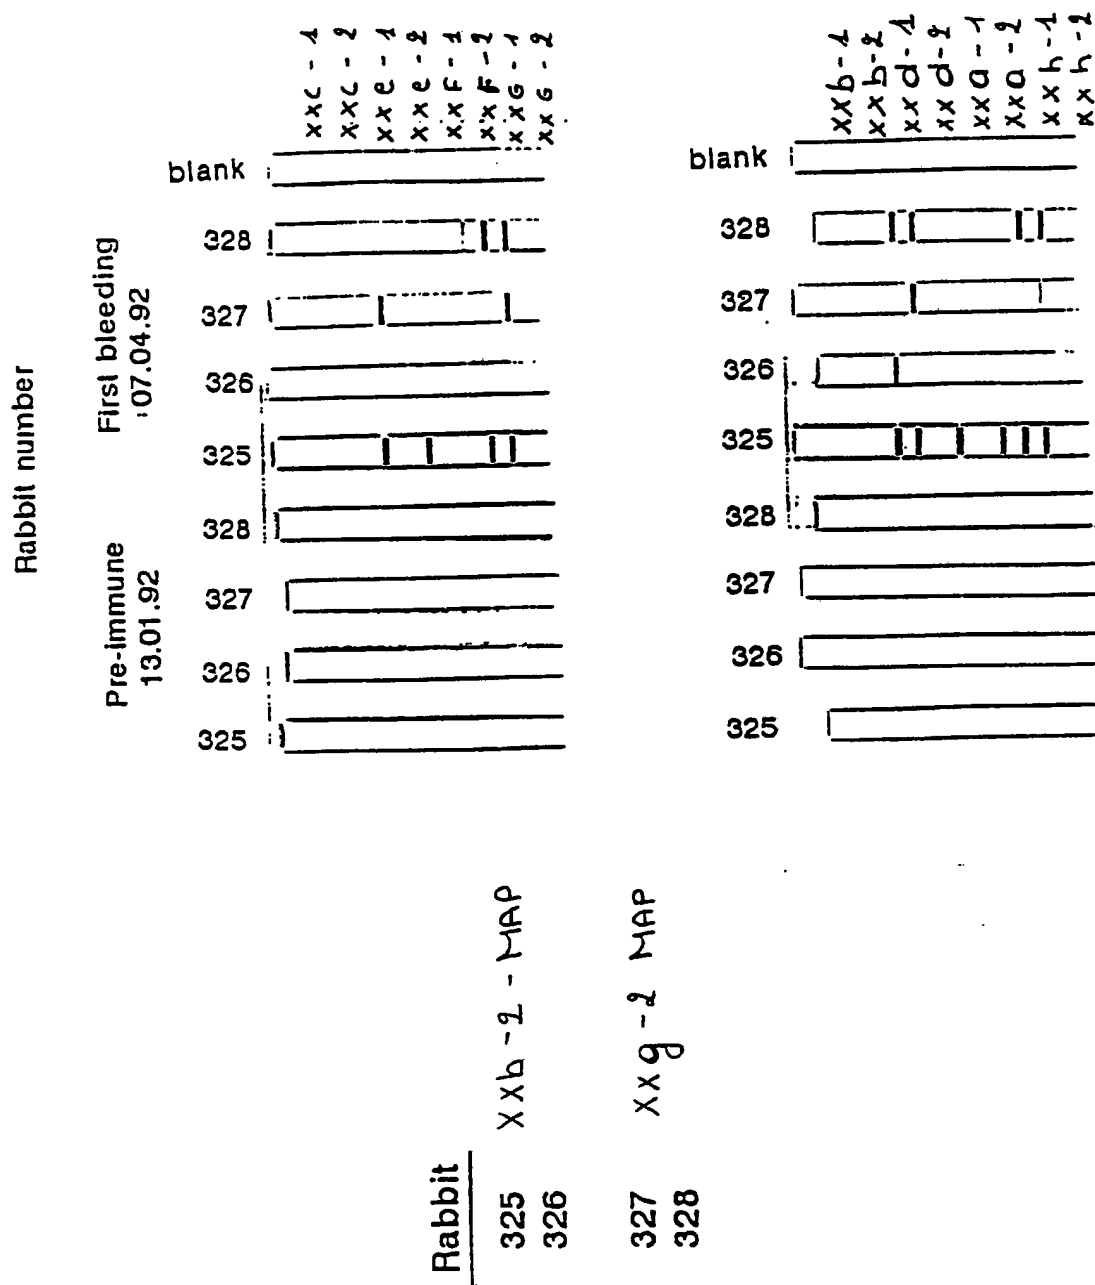 Rabbit number
First bleeding
07.04.92
Pre-immune
13.01.92
xxc - 1
xxc - 2
xxe - 1
xxe - 2
xxF - 1
xxF - 2
xxG - 1
xxG - 2
blank
328
327
326
325
328
327
326
325
xxb-1
xxb-2
xxd-1
xxd-2
xxa-1
xxa-2
xxh-1
xxh-2
blank
328
327
326
325
328
327
326
325
Rabbit
325 XXb-2-MAP
326
327 XXg-2 MAP
328